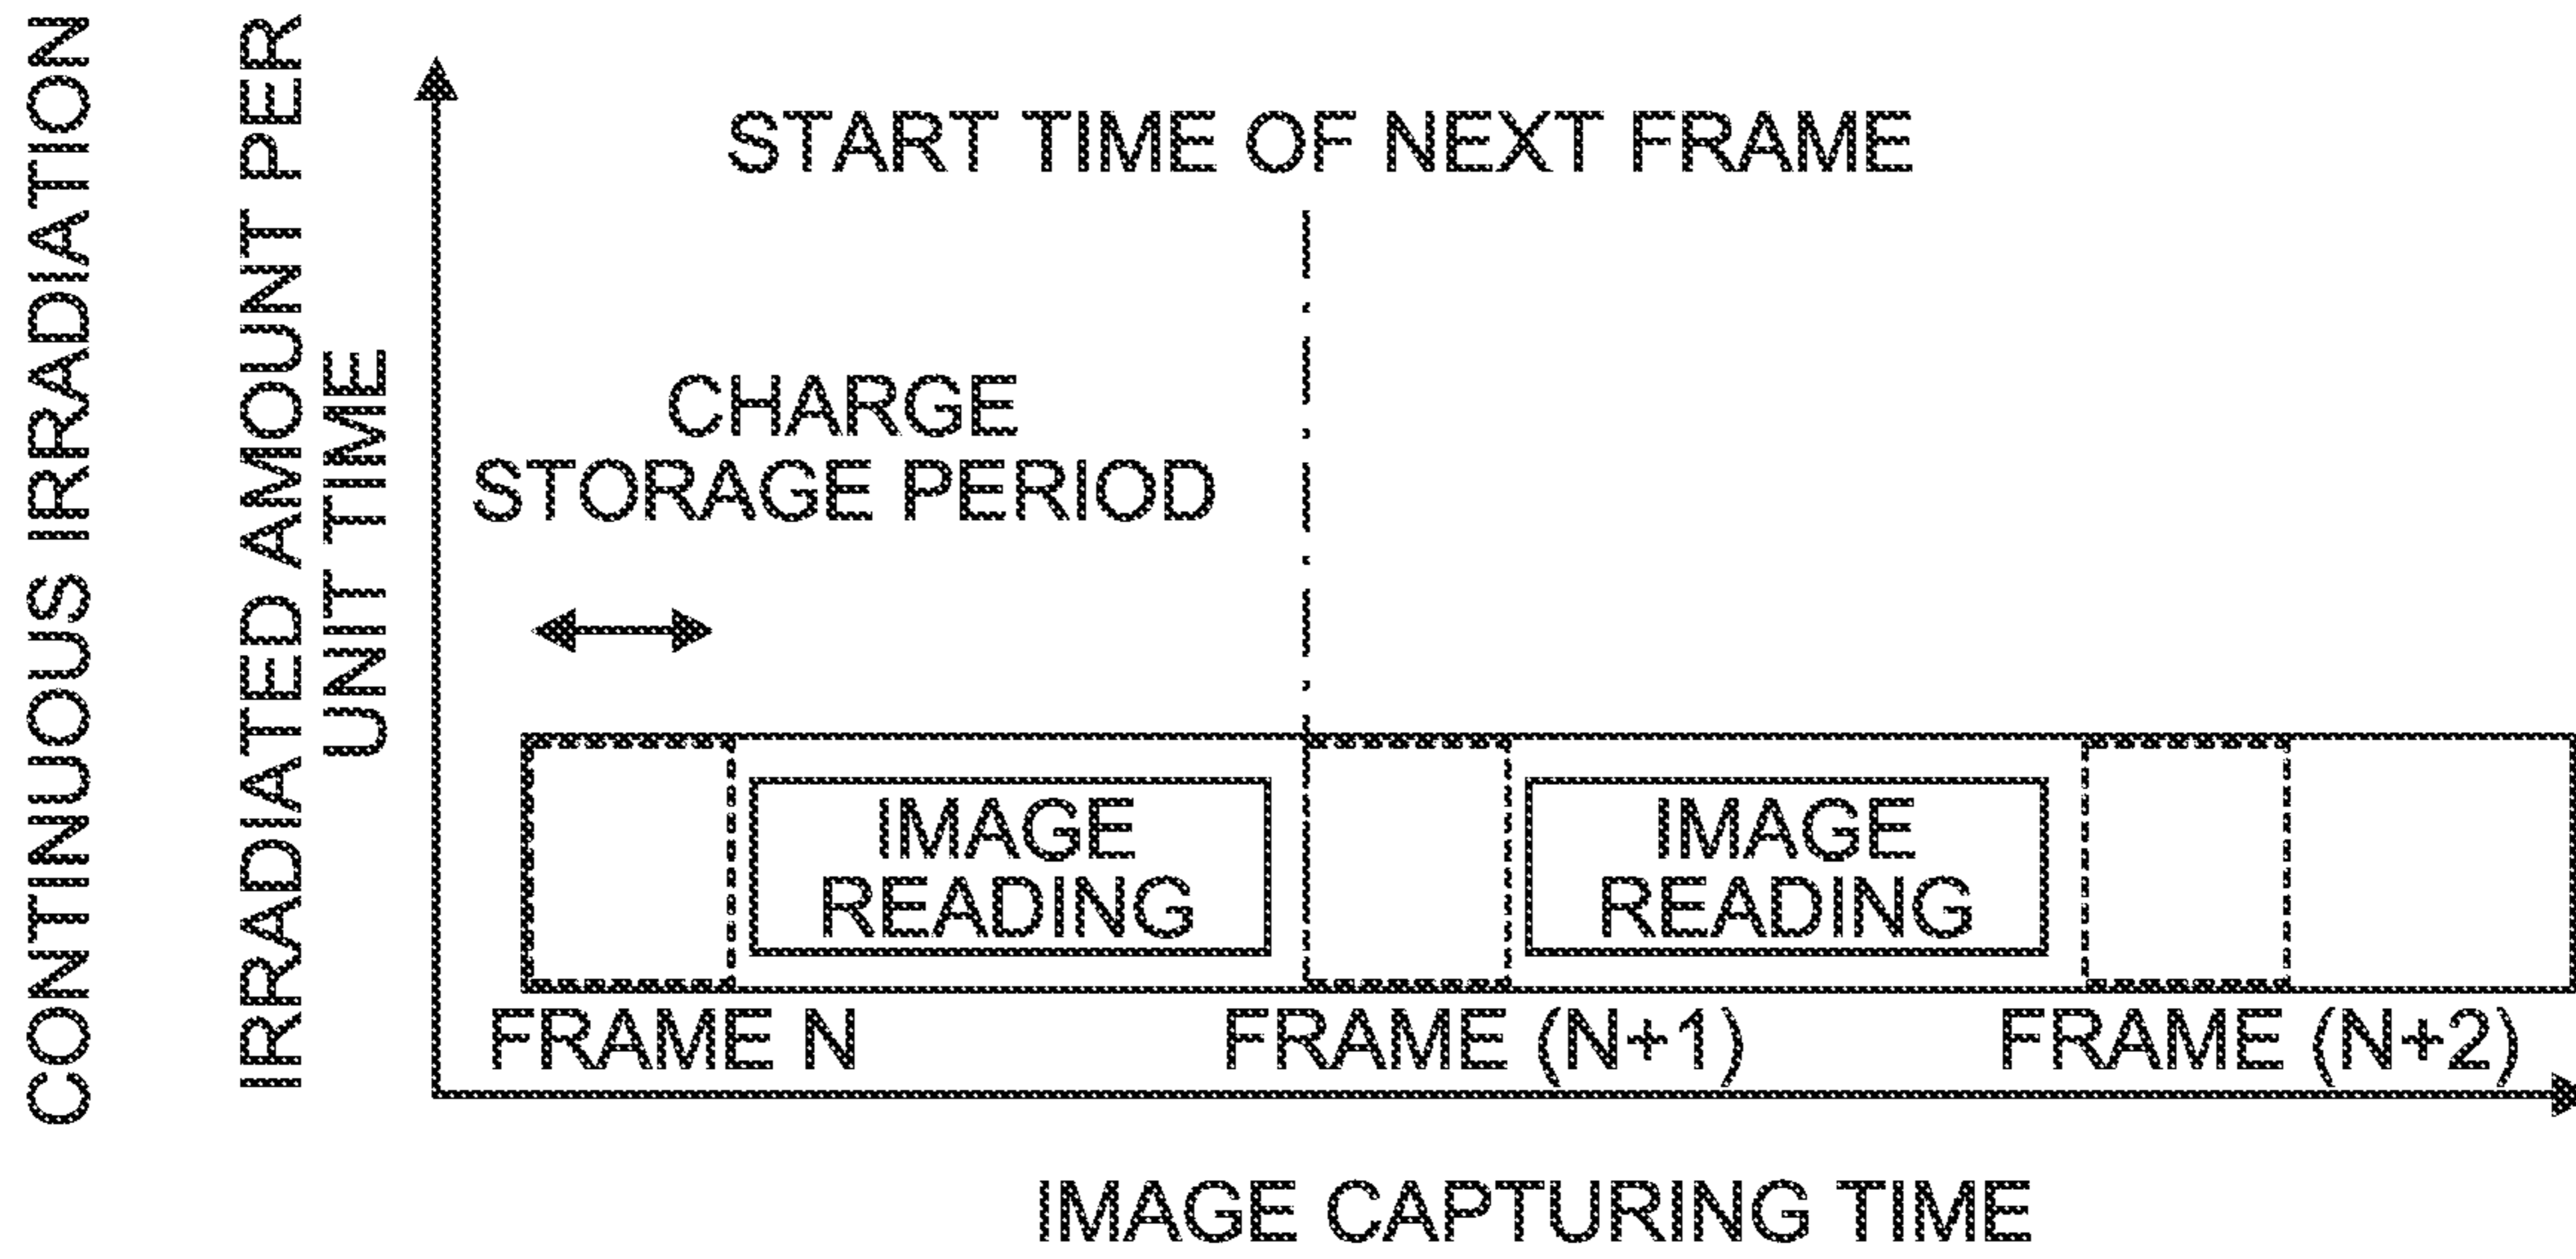 CONTINUOUS IRRADIATION
IRRADIATED AMOUNT PER
UNIT TIME
START TIME OF NEXT FRAME
CHARGE
STORAGE PERIOD
IMAGE
READING
IMAGE
READING
FRAME N
FRAME (N+1)
FRAME (N+2)
IMAGE CAPTURING TIME